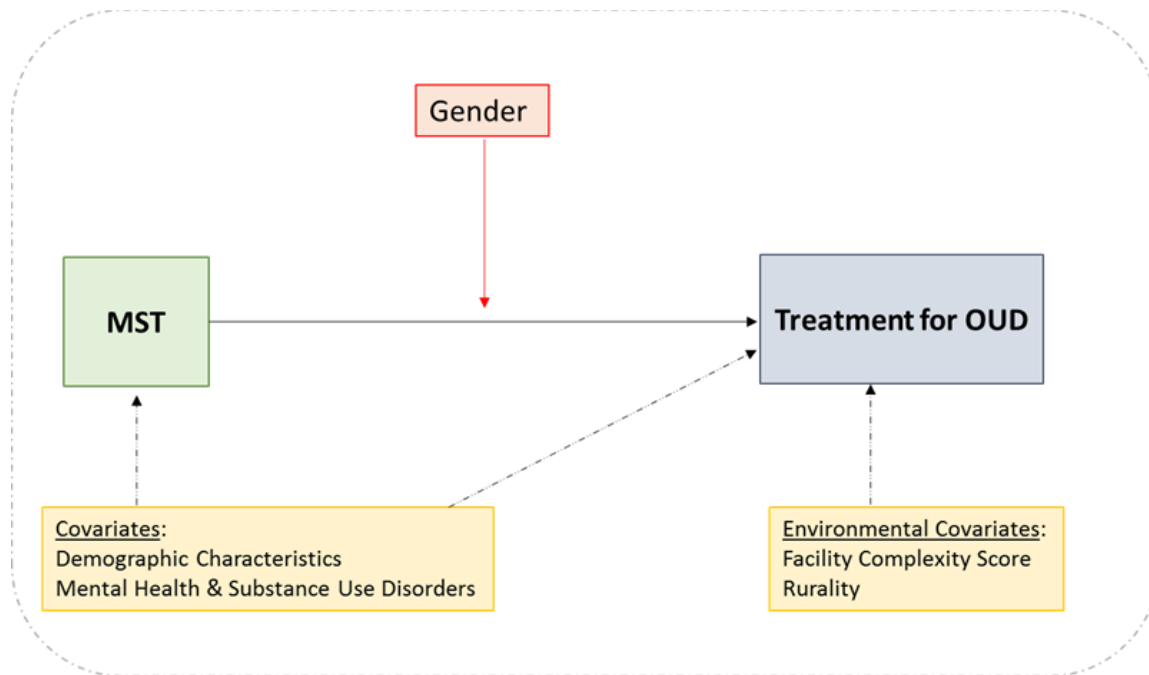 Gender
MST
Treatment for OUD
Covariates:
Demographic Characteristics
Mental Health & Substance Use Disorders
Environmental Covariates:
Facility Complexity Score
Rurality